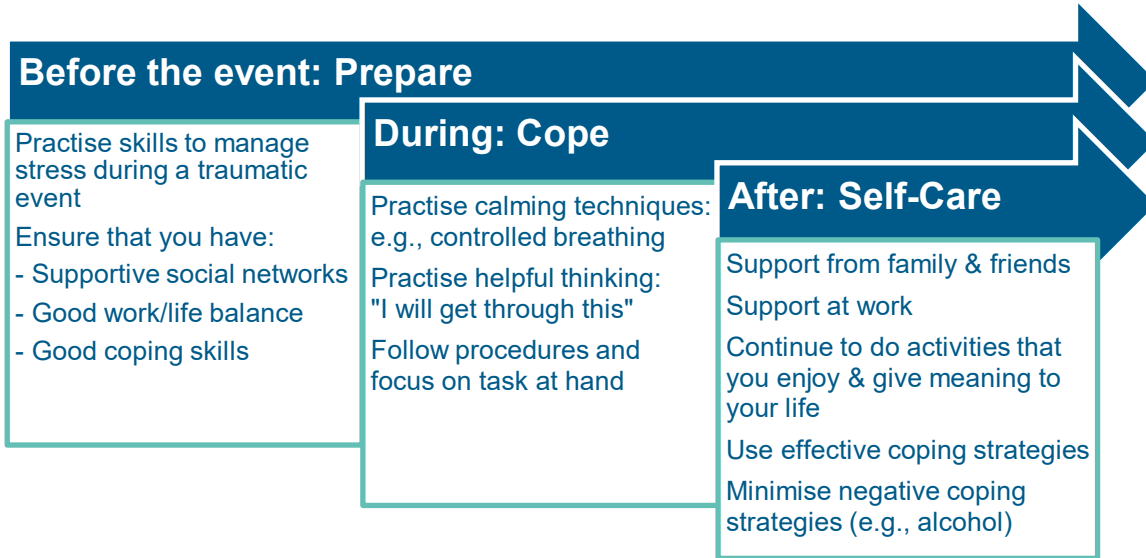 Before the event: Prepare
Practise skills to manage
stress during a traumatic
event
Ensure that you have:
- Supportive social networks
- Good work/life balance
- Good coping skills
During: Cope
Practise calming techniques:
e.g., controlled breathing
Practise helpful thinking:
"I will get through this"
Follow procedures and
focus on task at hand
After: Self-Care
Support from family & friends
Support at work
Continue to do activities that
you enjoy & give meaning to
your life
Use effective coping strategies
Minimise negative coping
strategies (e.g., alcohol)